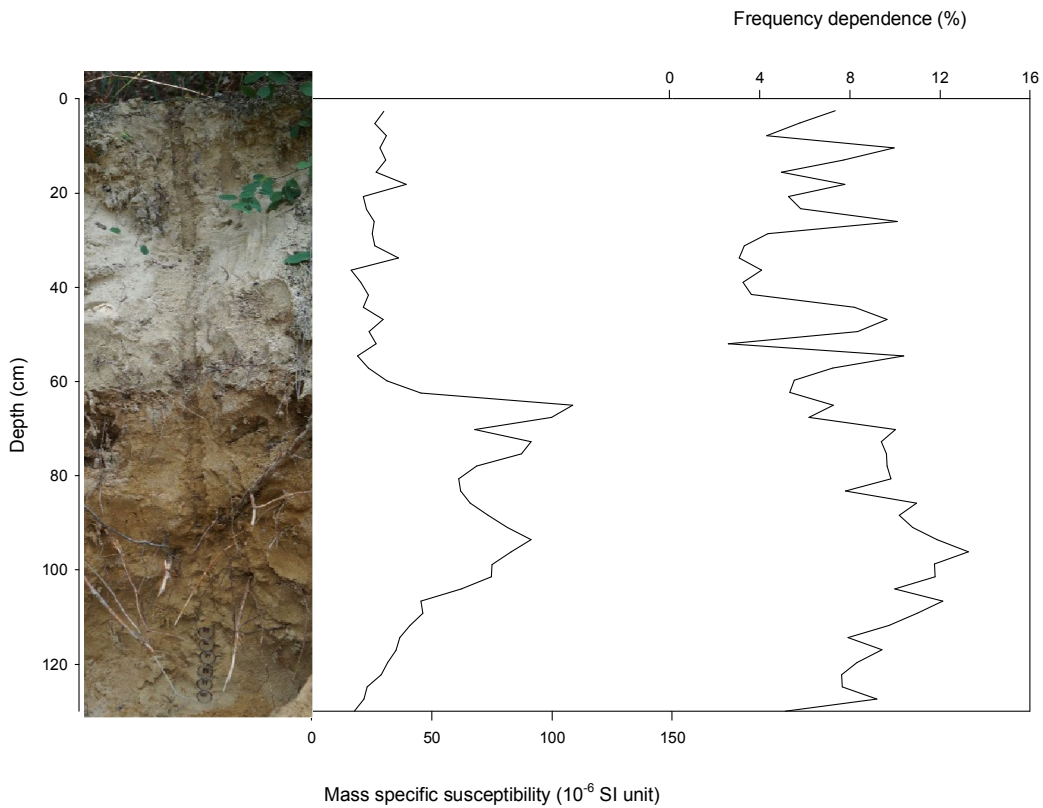 Frequency dependence (%)
0 4 8 12 16
0
20
40
60
80
100
120
Depth (cm)
0 50 100 150
Mass specific susceptibility (10⁻⁶ SI unit)